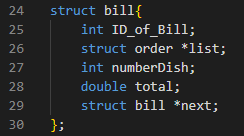 24 struct bill{
25     int ID_of_Bill;
26     struct order *list;
27     int numberDish;
28     double total;
29     struct bill *next;
30 };